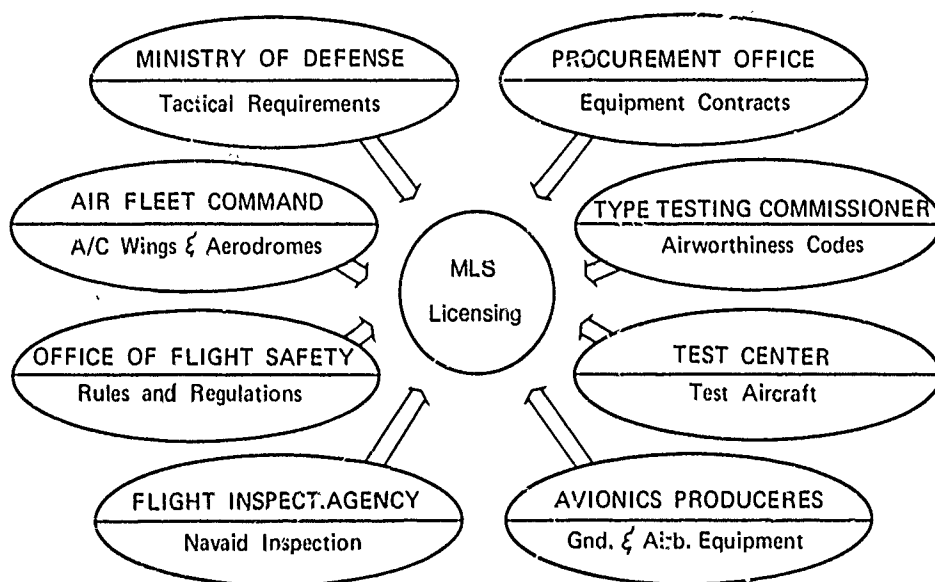 MINISTRY OF DEFENSE
Tactical Requirements
PROCUREMENT OFFICE
Equipment Contracts
AIR FLEET COMMAND
A/C Wings & Aerodromes
TYPE TESTING COMMISSIONER
Airworthiness Codes
MLS
Licensing
OFFICE OF FLIGHT SAFETY
Rules and Regulations
TEST CENTER
Test Aircraft
FLIGHT INSPECT.AGENCY
Navaid Inspection
AVIONICS PRODUCERES
Gnd. & Airb. Equipment